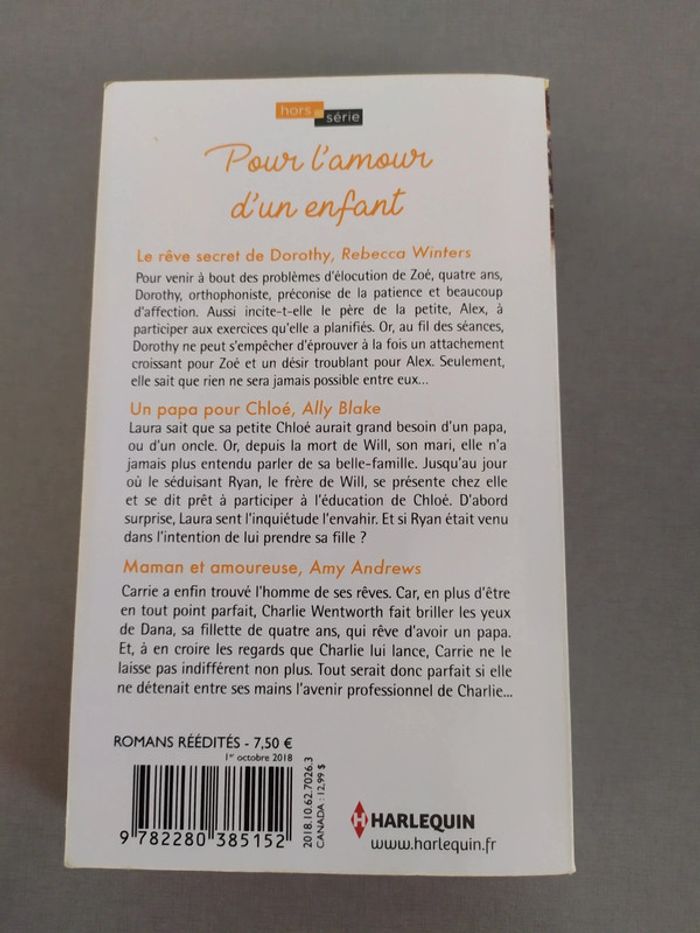 hors série
Pour l'amour
d'un enfant
Le rêve secret de Dorothy, Rebecca Winters
Pour venir à bout des problèmes d'élocution de Zoé, quatre ans,
Dorothy, orthophoniste, préconise de la patience et beaucoup
d'affection. Aussi incite-t-elle le père de la petite, Alex, à
participer aux exercices qu'elle a planifiés. Or, au fil des séances,
Dorothy ne peut s'empêcher d'éprouver à la fois un attachement
croissant pour Zoé et un désir troublant pour Alex. Seulement,
elle sait que rien ne sera jamais possible entre eux...
Un papa pour Chloé, Ally Blake
Laura sait que sa petite Chloé aurait grand besoin d'un papa,
ou d'un oncle. Or, depuis la mort de Will, son mari, elle n'a
jamais plus entendu parler de sa belle-famille. Jusqu'au jour
où le séduisant Ryan, le frère de Will, se présente chez elle
et se dit prêt à participer à l'éducation de Chloé. D'abord
surprise, Laura sent l'inquiétude l'envahir. Et si Ryan était venu
dans l'intention de lui prendre sa fille ?
Maman et amoureuse, Amy Andrews
Carrie a enfin trouvé l'homme de ses rêves. Car, en plus d'être
en tout point parfait, Charlie Wentworth fait briller les yeux
de Dana, sa fillette de quatre ans, qui rêve d'avoir un papa.
Et, à en croire les regards que Charlie lui lance, Carrie ne le
laisse pas indifférent non plus. Tout serait donc parfait si elle
ne détenait entre ses mains l'avenir professionnel de Charlie...
ROMANS RÉÉDITÉS - 7,50 €
1er octobre 2018
9 782280 385152
2018.10.62.7026.3
CANADA : 12,99 $
H HARLEQUIN
www.harlequin.fr